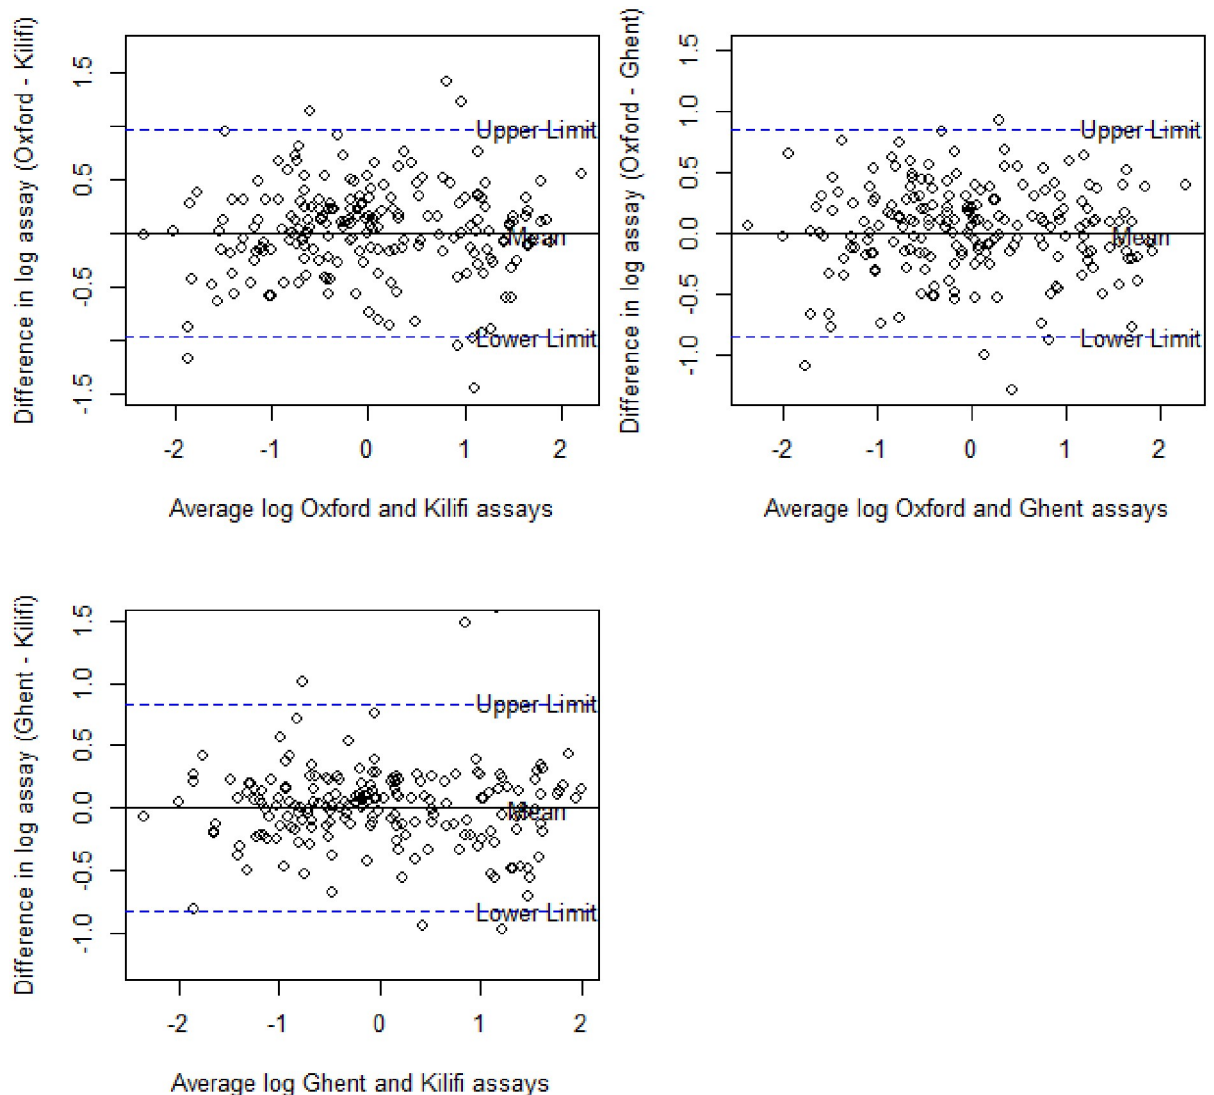 Difference in log assay (Oxford - Kilifi)
1.5
0.5
-0.5
-1.5
Upper Limit
Mean
Lower Limit
-2 -1 0 1 2
Average log Oxford and Kilifi assays
Difference in log assay (Oxford - Ghent)
1.5
1.0
0.5
0.0
-0.5
-1.0
Upper Limit
Mean
Lower Limit
-2 -1 0 1 2
Average log Oxford and Ghent assays
Difference in log assay (Ghent - Kilifi)
1.5
1.0
0.5
0.0
-0.5
-1.0
Upper Limit
Mean
Lower Limit
-2 -1 0 1 2
Average log Ghent and Kilifi assays